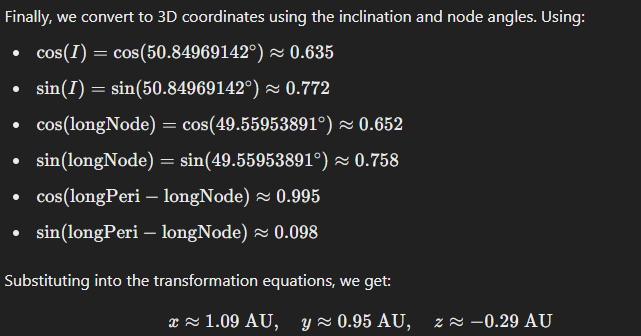 Finally, we convert to 3D coordinates using the inclination and node angles. Using:
• cos(I) = cos(50.84969142°) ≈ 0.635
• sin(I) = sin(50.84969142°) ≈ 0.772
• cos(longNode) = cos(49.55953891°) ≈ 0.652
• sin(longNode) = sin(49.55953891°) ≈ 0.758
• cos(longPeri − longNode) ≈ 0.995
• sin(longPeri − longNode) ≈ 0.098
Substituting into the transformation equations, we get:
x ≈ 1.09 AU, y ≈ 0.95 AU, z ≈ −0.29 AU